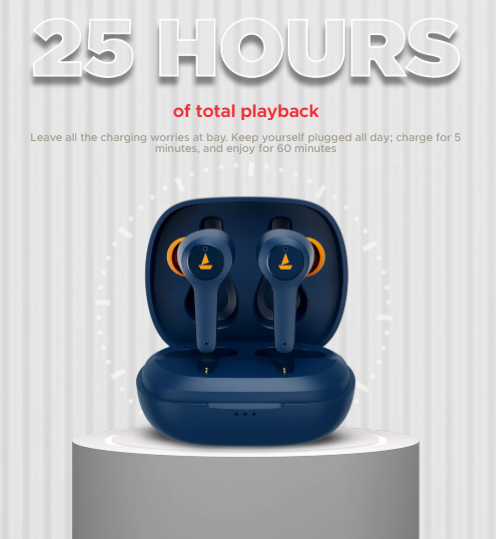 25 HOURS
of total playback
Leave all the charging worries at bay. Keep yourself plugged all day; charge for 5
minutes, and enjoy for 60 minutes